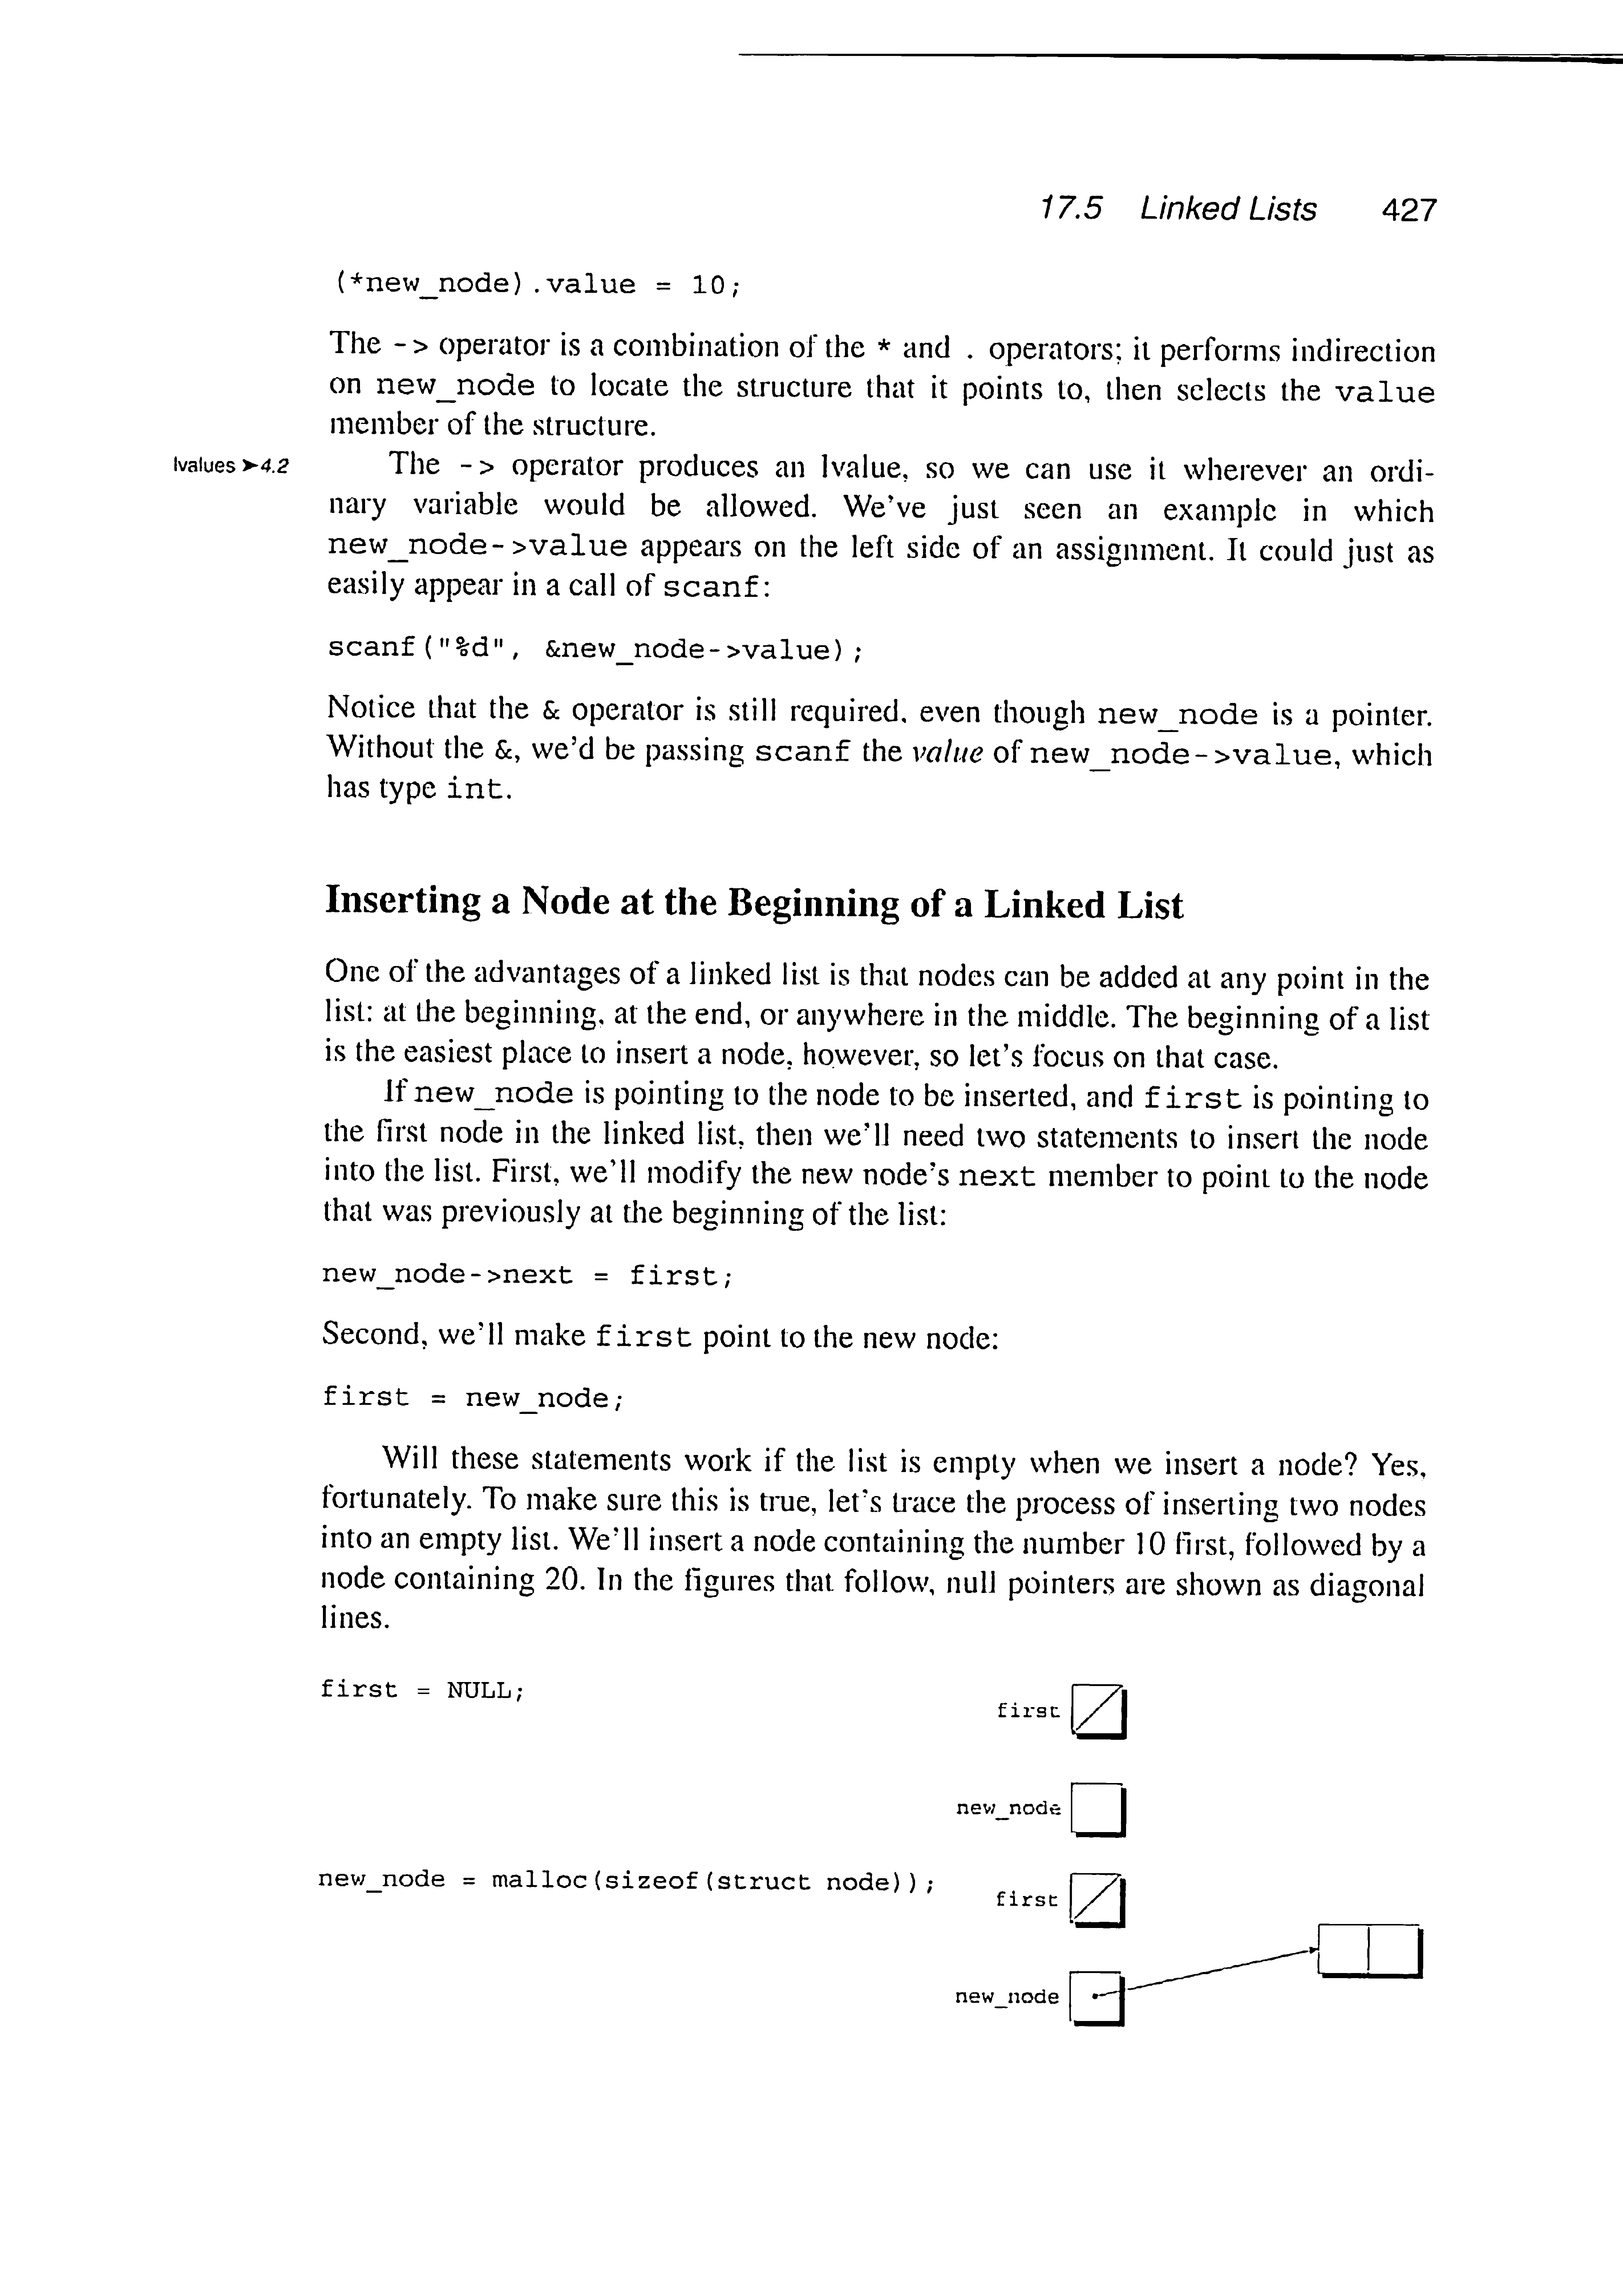 17.5 Linked Lists 427
(*new_node).value = 10;
The -> operator is a combination of the * and . operators; it performs indirection
on new_node to locate the structure that it points to, then selects the value
member of the structure.
lvalues ➤4.2
The -> operator produces an lvalue, so we can use it wherever an ordi-
nary variable would be allowed. We've just seen an example in which
new_node->value appears on the left side of an assignment. It could just as
easily appear in a call of scanf:
scanf("%d", &new_node->value);
Notice that the & operator is still required, even though new_node is a pointer.
Without the &, we'd be passing scanf the value of new_node->value, which
has type int.
Inserting a Node at the Beginning of a Linked List
One of the advantages of a linked list is that nodes can be added at any point in the
list: at the beginning, at the end, or anywhere in the middle. The beginning of a list
is the easiest place to insert a node, however, so let's focus on that case.
If new_node is pointing to the node to be inserted, and first is pointing to
the first node in the linked list, then we'll need two statements to insert the node
into the list. First, we'll modify the new node's next member to point to the node
that was previously at the beginning of the list:
new_node->next = first;
Second, we'll make first point to the new node:
first = new_node;
Will these statements work if the list is empty when we insert a node? Yes,
fortunately. To make sure this is true, let's trace the process of inserting two nodes
into an empty list. We'll insert a node containing the number 10 first, followed by a
node containing 20. In the figures that follow, null pointers are shown as diagonal
lines.
first = NULL;
first
new_node
new_node = malloc(sizeof(struct node));
first
new_node